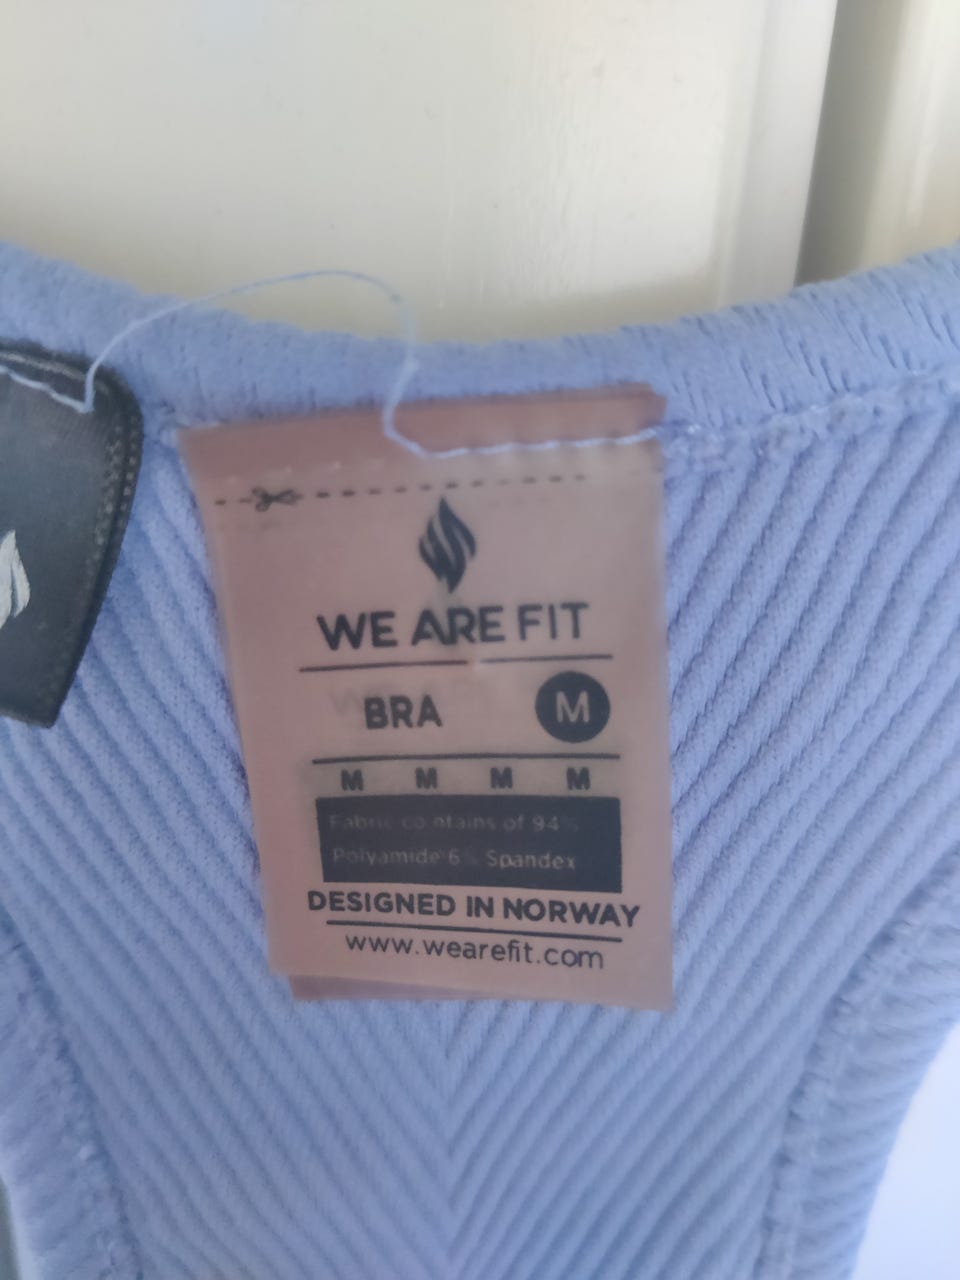 WE ARE FIT
BRA M
M M M M
Fabric contains of 94%
Polyamide 6% Spandex
DESIGNED IN NORWAY
www.wearefit.com